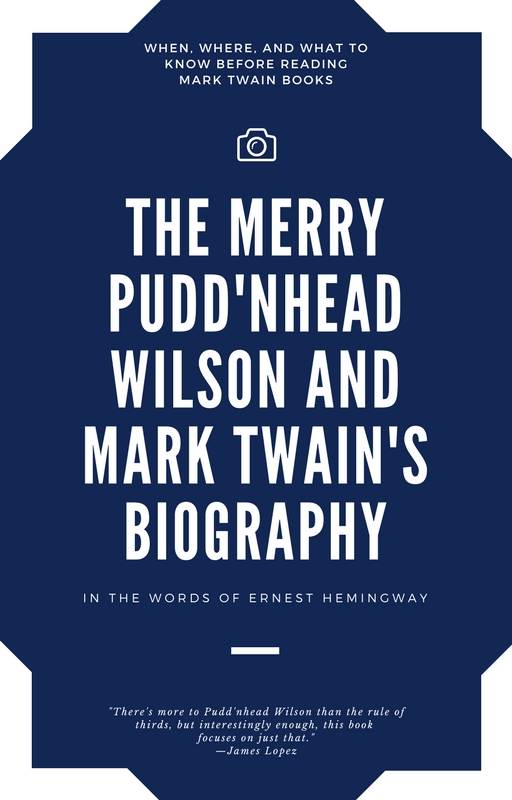 WHEN, WHERE, AND WHAT TO
KNOW BEFORE READING
MARK TWAIN BOOKS
THE MERRY
PUDD'NHEAD
WILSON AND
MARK TWAIN'S
BIOGRAPHY
IN THE WORDS OF ERNEST HEMINGWAY
"There's more to Pudd'nhead Wilson than the rule of
thirds, but interestingly enough, this book
focuses on just that."
—James Lopez